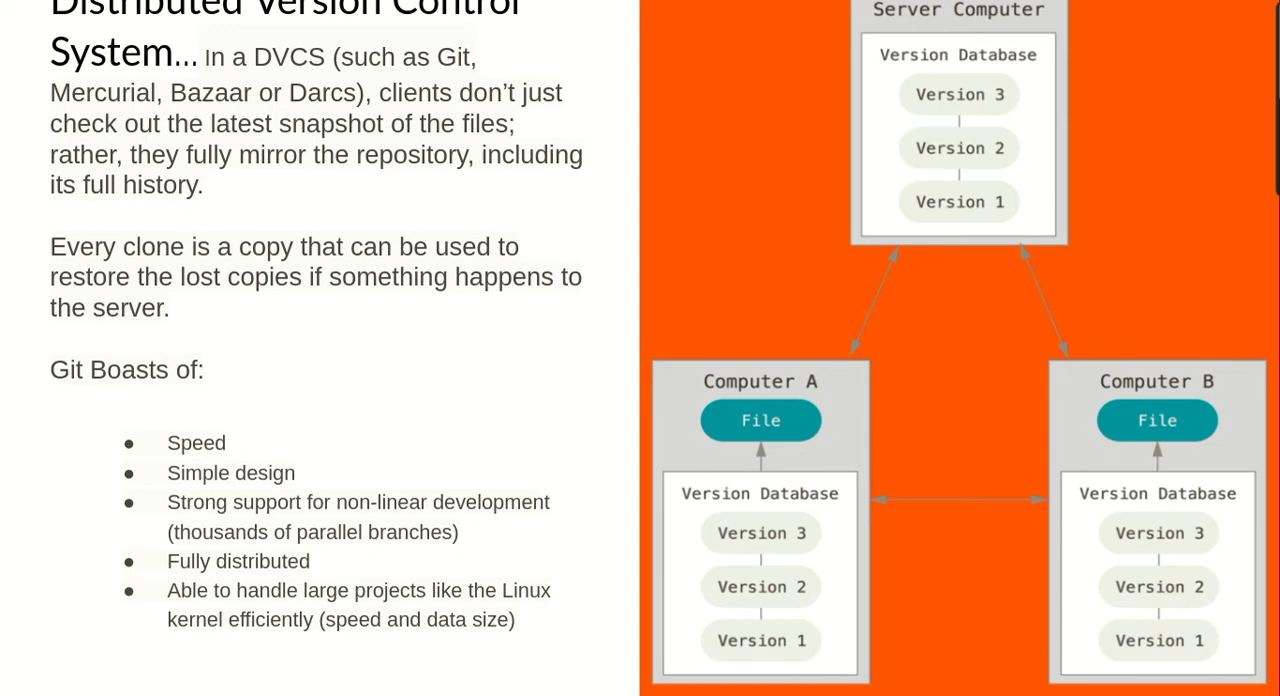 Distributed Version Control
System... In a DVCS (such as Git,
Mercurial, Bazaar or Darcs), clients don’t just
check out the latest snapshot of the files;
rather, they fully mirror the repository, including
its full history.
Every clone is a copy that can be used to
restore the lost copies if something happens to
the server.
Git Boasts of:
● Speed
● Simple design
● Strong support for non-linear development
(thousands of parallel branches)
● Fully distributed
● Able to handle large projects like the Linux
kernel efficiently (speed and data size)
Server Computer
Version Database
Version 3
Version 2
Version 1
Computer A
File
Version Database
Version 3
Version 2
Version 1
Computer B
File
Version Database
Version 3
Version 2
Version 1